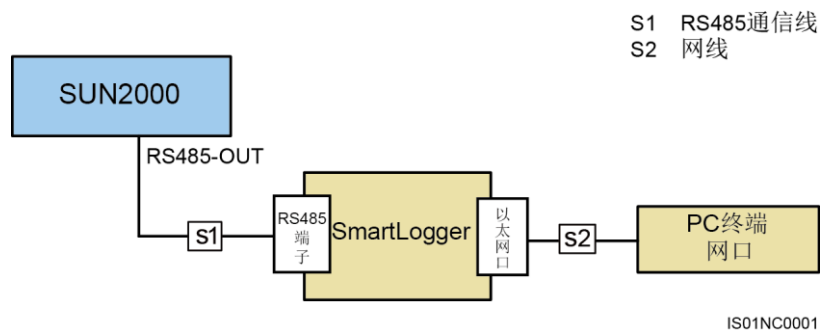 S1 RS485通信线
S2 网线
SUN2000
RS485-OUT
S1
RS485
端
子
SmartLogger
以
太
网
口
S2
PC终端
网口
IS01NC0001